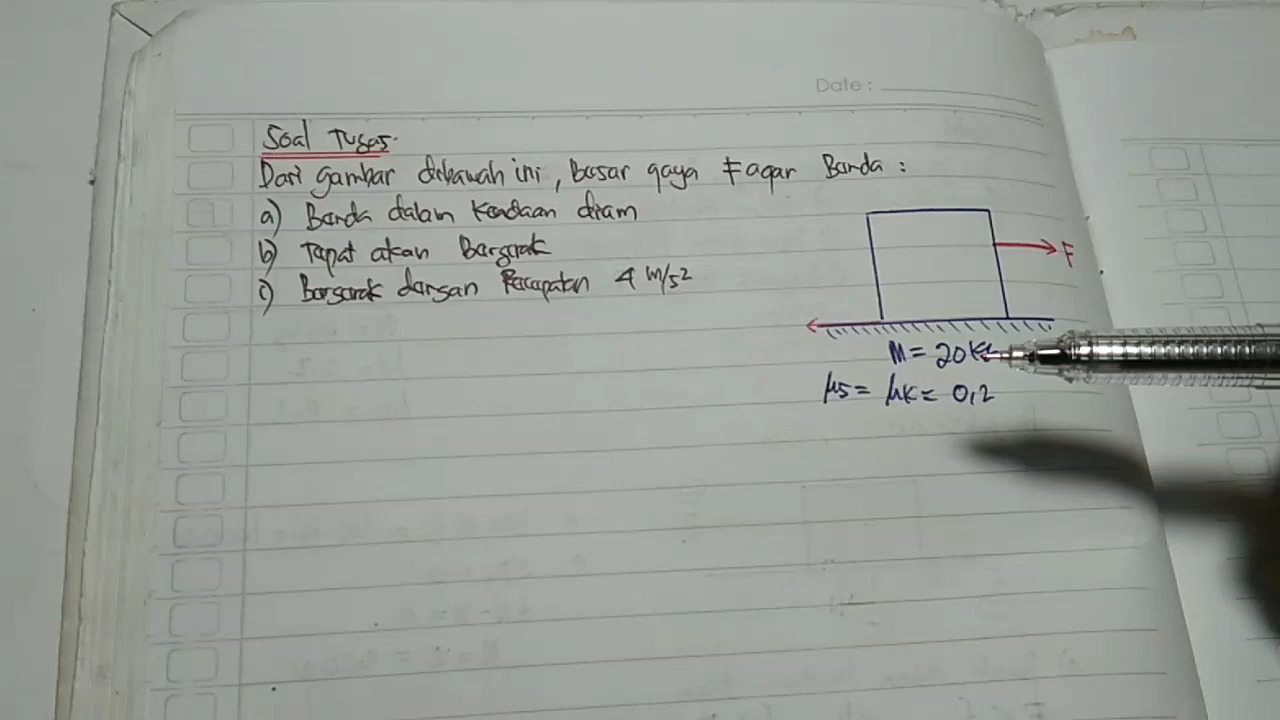 Date :
Soal Tugas.
Dari gambar dibawah ini, besar gaya F agar Benda :
a) Benda dalam Keadaan diam
b) Tepat akan Bergerak
c) Bergerak dengan Percepatan 4 m/s²
F
M = 20 K
μs = μK = 0,2